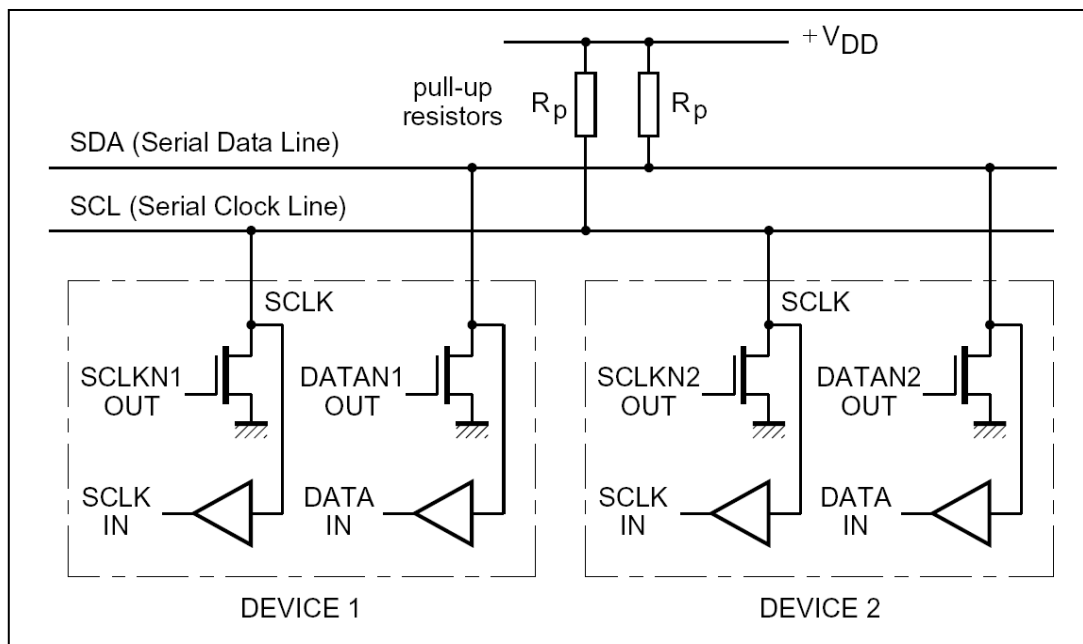 +VDD
pull-up
resistors
Rp
Rp
SDA (Serial Data Line)
SCL (Serial Clock Line)
SCLK
SCLKN1
OUT
DATAN1
OUT
SCLK
IN
DATA
IN
DEVICE 1
SCLK
SCLKN2
OUT
DATAN2
OUT
SCLK
IN
DATA
IN
DEVICE 2